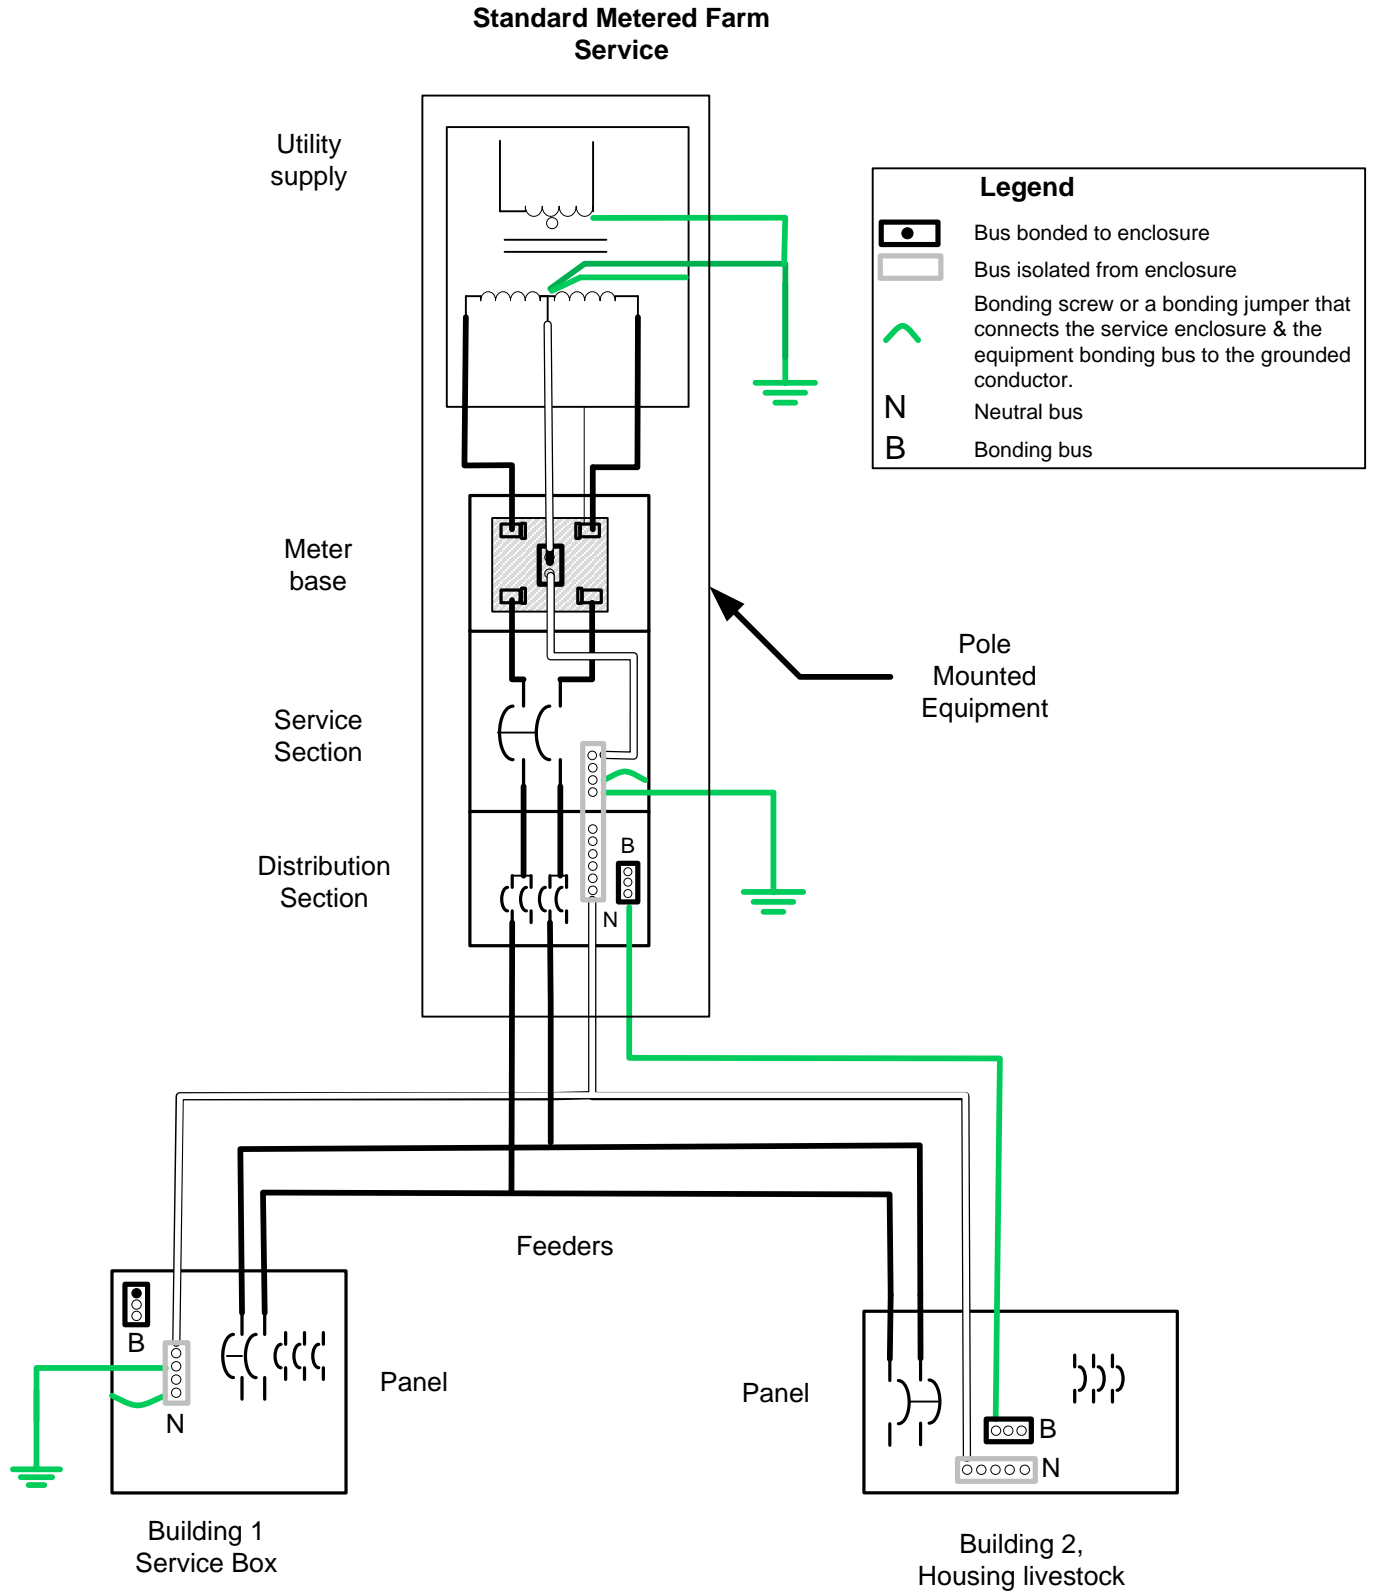 Standard Metered Farm
Service
Utility
supply
Legend
Bus bonded to enclosure
Bus isolated from enclosure
Bonding screw or a bonding jumper that
connects the service enclosure & the
equipment bonding bus to the grounded
conductor.
N Neutral bus
B Bonding bus
Meter
base
Pole
Mounted
Equipment
Service
Section
Distribution
Section
B
N
Feeders
B
N
Panel
Panel
B
N
Building 1
Service Box
Building 2,
Housing livestock